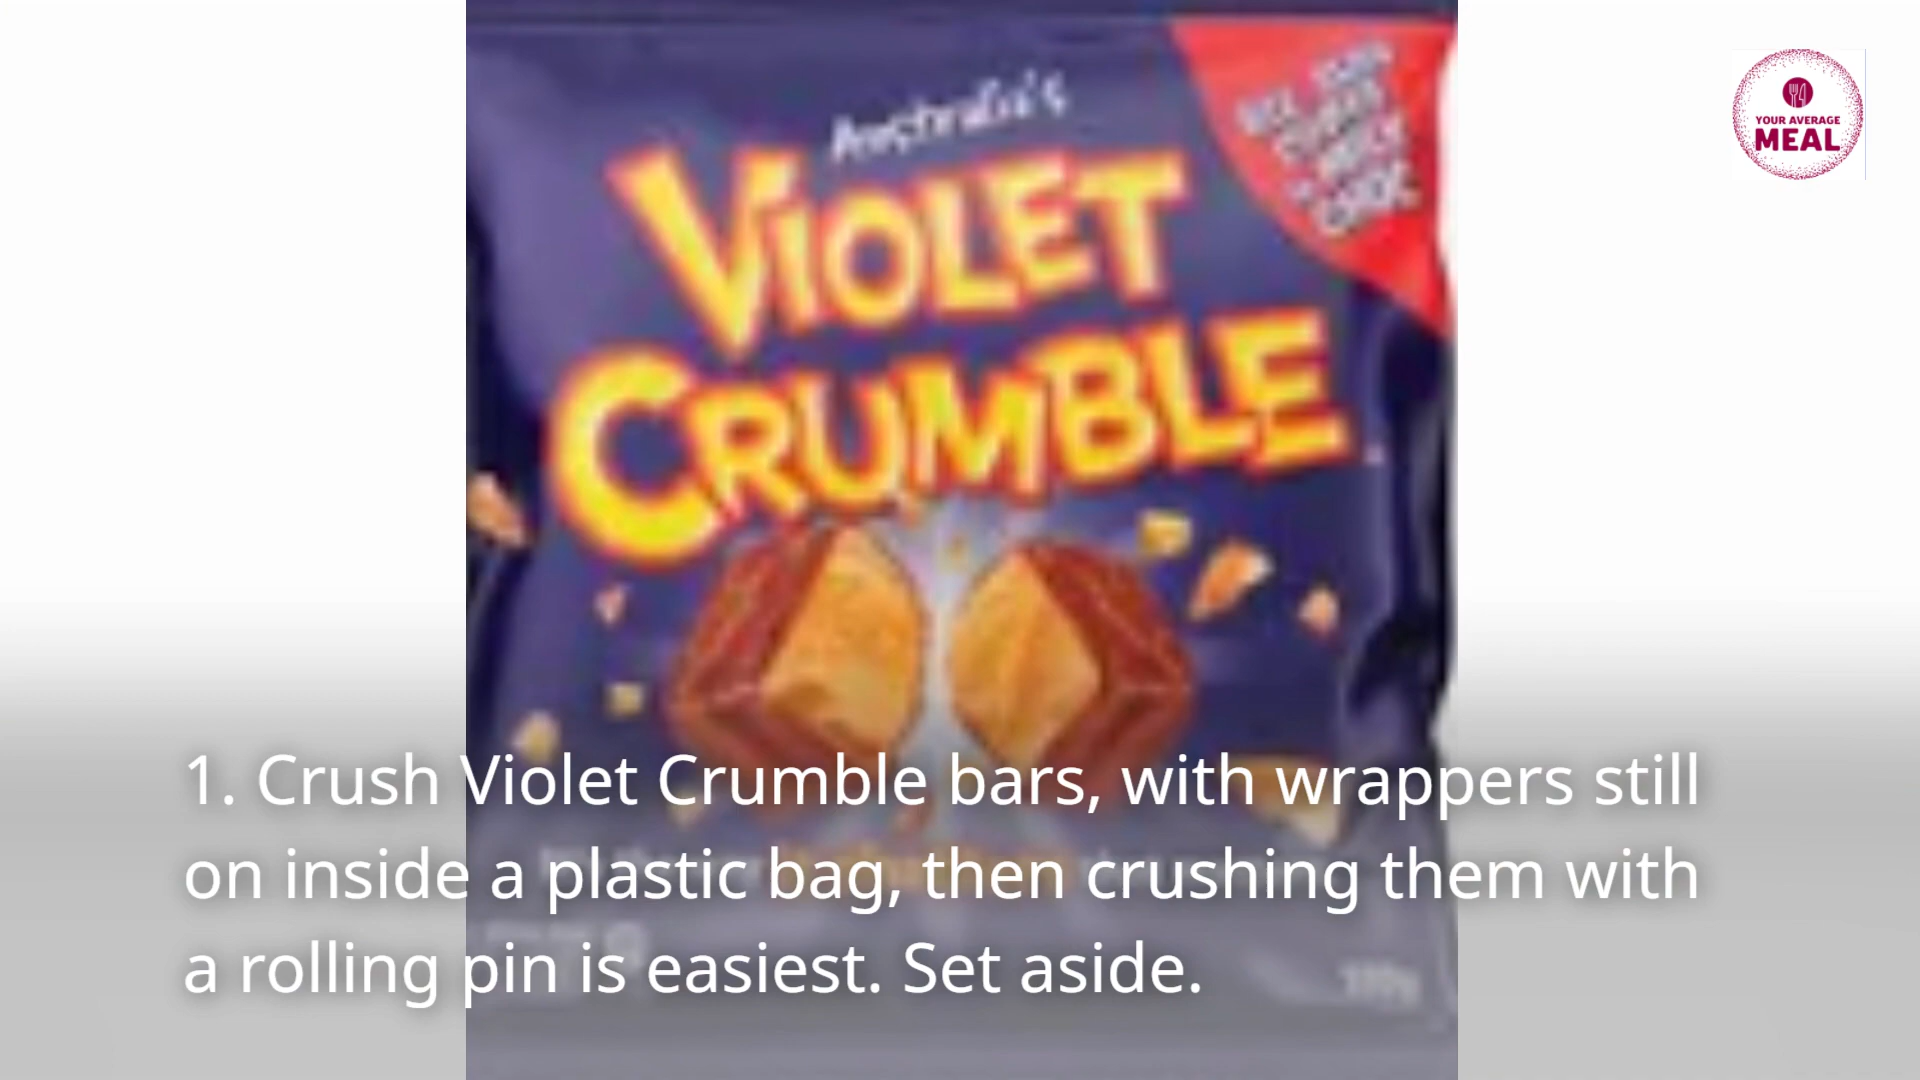 Australia's
VIOLET
CRUMBLE
YOUR AVERAGE
MEAL
1. Crush Violet Crumble bars, with wrappers still
on inside a plastic bag, then crushing them with
a rolling pin is easiest. Set aside.